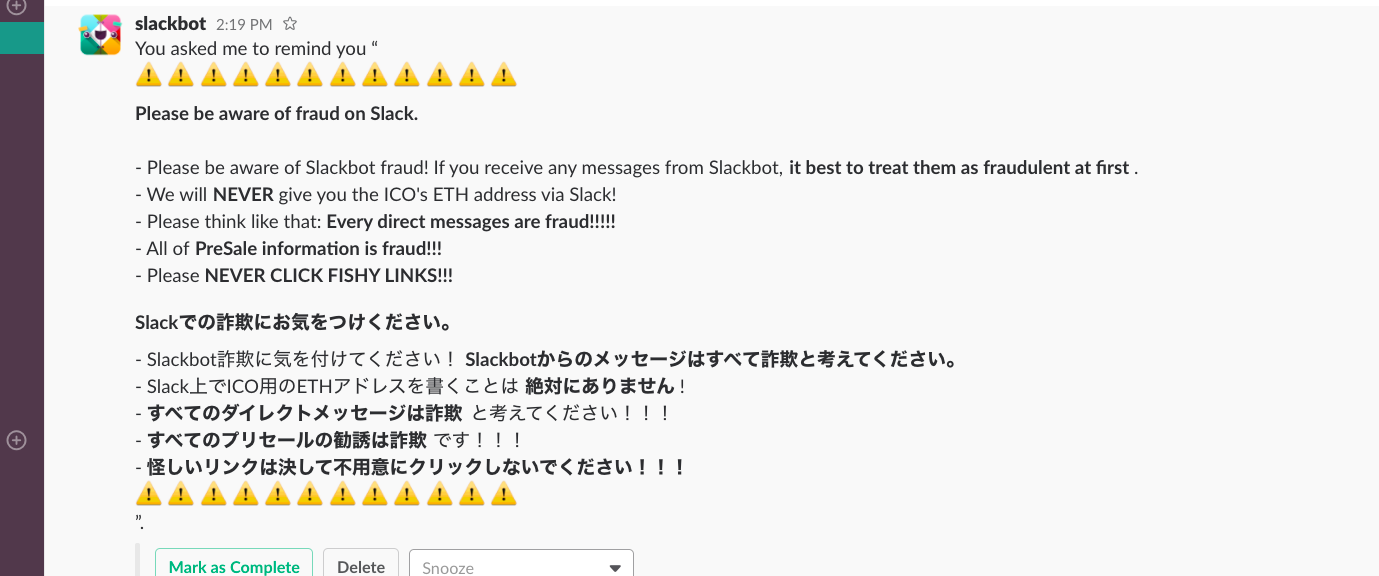 slackbot 2:19 PM
You asked me to remind you “
Please be aware of fraud on Slack.
- Please be aware of Slackbot fraud! If you receive any messages from Slackbot, it best to treat them as fraudulent at first .
- We will NEVER give you the ICO's ETH address via Slack!
- Please think like that: Every direct messages are fraud!!!!!
- All of PreSale information is fraud!!!
- Please NEVER CLICK FISHY LINKS!!!
Slackでの詐欺にお気をつけください。
- Slackbot詐欺に気を付けてください！ Slackbotからのメッセージはすべて詐欺と考えてください。
- Slack上でICO用のETHアドレスを書くことは 絶対にありません !
- すべてのダイレクトメッセージは詐欺 と考えてください！！！
- すべてのプリセールの勧誘は詐欺 です！！！
- 怪しいリンクは決して不用意にクリックしないでください！！！
”.
Mark as Complete Delete Snooze